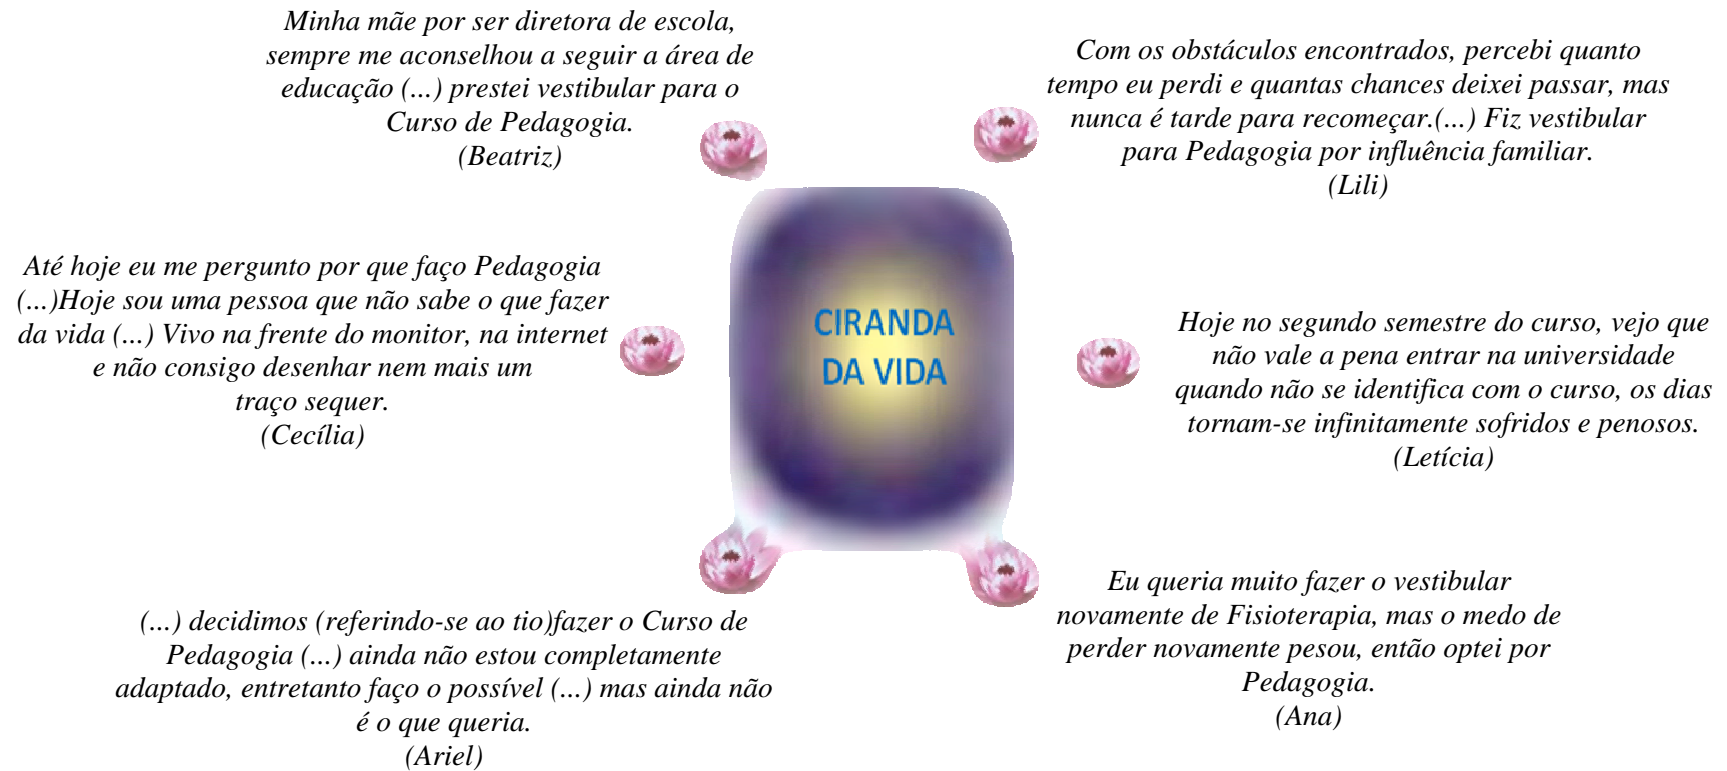 Minha mãe por ser diretora de escola,
sempre me aconselhou a seguir a área de
educação (...) prestei vestibular para o
Curso de Pedagogia.
(Beatriz)
Com os obstáculos encontrados, percebi quanto
tempo eu perdi e quantas chances deixei passar, mas
nunca é tarde para recomeçar.(...) Fiz vestibular
para Pedagogia por influência familiar.
(Lili)
Até hoje eu me pergunto por que faço Pedagogia
(...)Hoje sou uma pessoa que não sabe o que fazer
da vida (...) Vivo na frente do monitor, na internet
e não consigo desenhar nem mais um
traço sequer.
(Cecília)
CIRANDA
DA VIDA
Hoje no segundo semestre do curso, vejo que
não vale a pena entrar na universidade
quando não se identifica com o curso, os dias
tornam-se infinitamente sofridos e penosos.
(Letícia)
(...) decidimos (referindo-se ao tio)fazer o Curso de
Pedagogia (...) ainda não estou completamente
adaptado, entretanto faço o possível (...) mas ainda não
é o que queria.
(Ariel)
Eu queria muito fazer o vestibular
novamente de Fisioterapia, mas o medo de
perder novamente pesou, então optei por
Pedagogia.
(Ana)